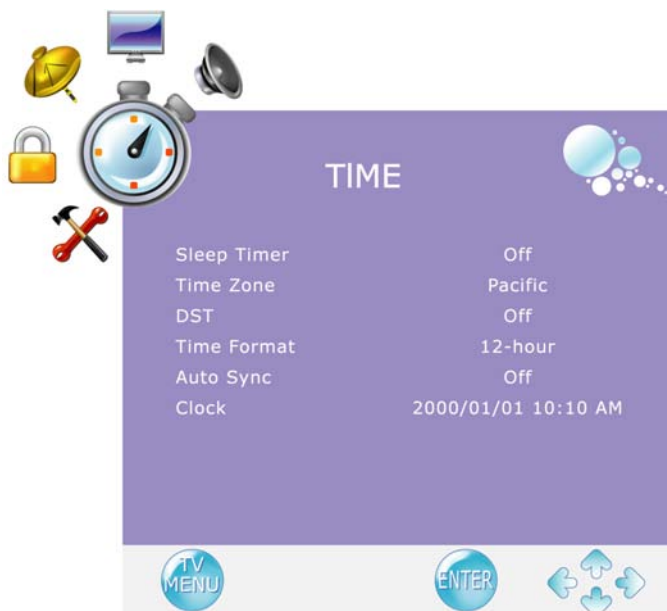 TIME
Sleep Timer Off
Time Zone Pacific
DST Off
Time Format 12-hour
Auto Sync Off
Clock 2000/01/01 10:10 AM
TV
MENU
ENTER